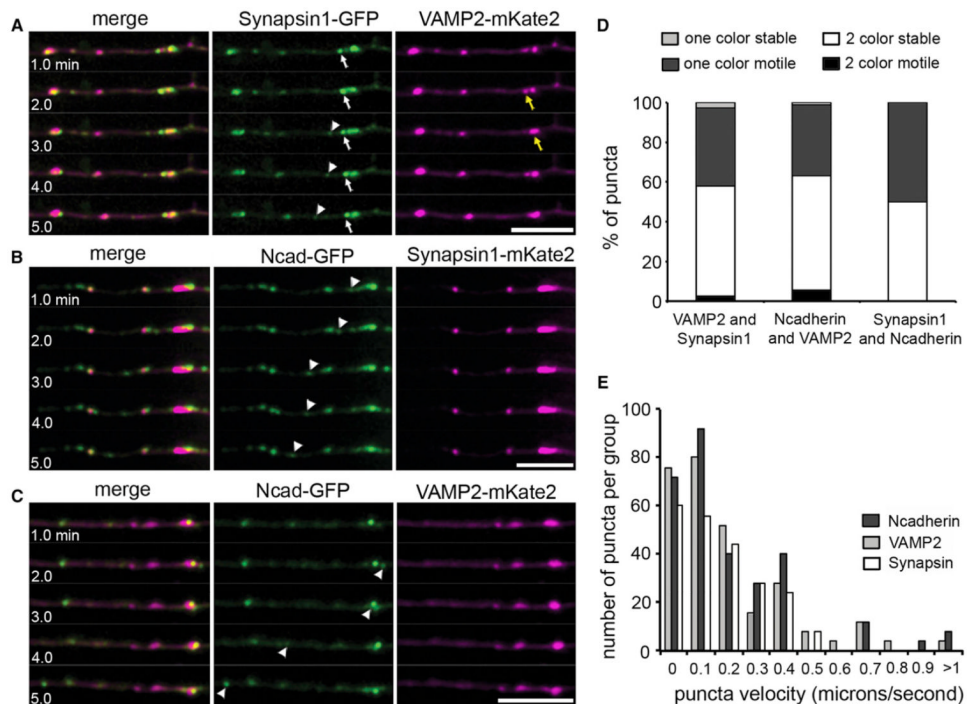 A
merge
Synapsin1-GFP
VAMP2-mKate2
1.0 min
2.0
3.0
4.0
5.0
B
merge
Ncad-GFP
Synapsin1-mKate2
1.0 min
2.0
3.0
4.0
5.0
C
merge
Ncad-GFP
VAMP2-mKate2
1.0 min
2.0
3.0
4.0
5.0
D
one color stable
2 color stable
one color motile
2 color motile
% of puncta
100
80
60
40
20
0
VAMP2 and
Synapsin1
Ncadherin
and VAMP2
Synapsin1
and Ncadherin
E
number of puncta per group
100
80
60
40
20
0
Ncadherin
VAMP2
Synapsin
0 0.1 0.2 0.3 0.4 0.5 0.6 0.7 0.8 0.9 >1
puncta velocity (microns/second)